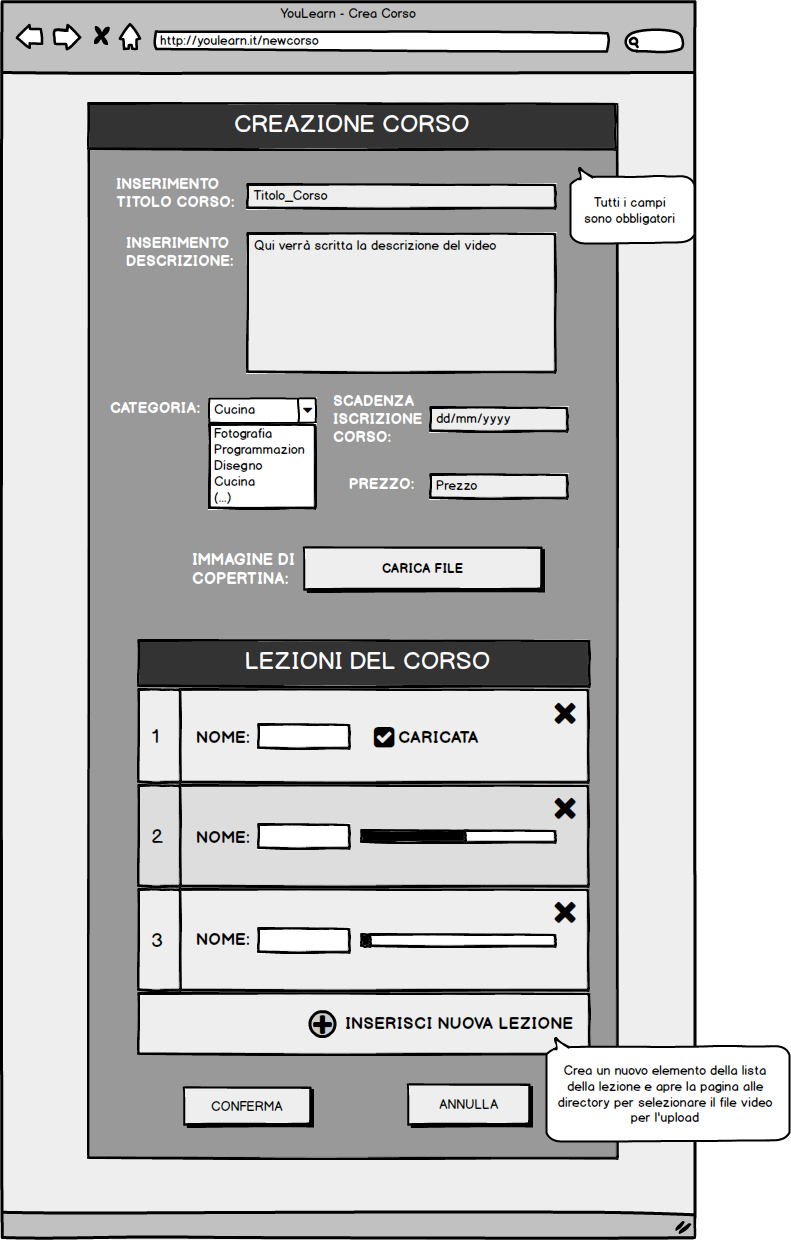 YouLearn - Crea Corso
http://youlearn.it/newcorso
CREAZIONE CORSO
INSERIMENTO
TITOLO CORSO:
Titolo_Corso
Tutti i campi
sono obbligatori
INSERIMENTO
DESCRIZIONE:
Qui verrà scritta la descrizione del video
CATEGORIA:
Cucina
Fotografia
Programmazion
Disegno
Cucina
(...)
SCADENZA
ISCRIZIONE
CORSO:
dd/mm/yyyy
PREZZO:
Prezzo
IMMAGINE DI
COPERTINA:
CARICA FILE
LEZIONI DEL CORSO
1
NOME:
CARICATA
2
NOME:
3
NOME:
INSERISCI NUOVA LEZIONE
Crea un nuovo elemento della lista
della lezione e apre la pagina alle
directory per selezionare il file video
per l'upload
CONFERMA
ANNULLA